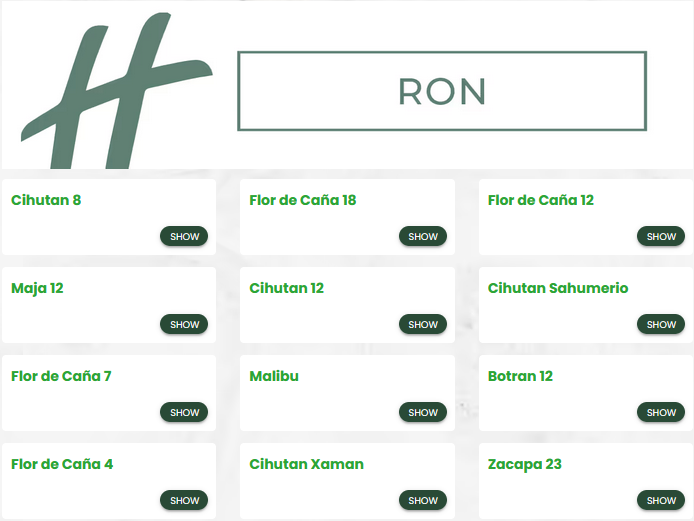 H
RON
Cihutan 8
SHOW
Flor de Caña 18
SHOW
Flor de Caña 12
SHOW
Maja 12
SHOW
Cihutan 12
SHOW
Cihutan Sahumerio
SHOW
Flor de Caña 7
SHOW
Malibu
SHOW
Botran 12
SHOW
Flor de Caña 4
SHOW
Cihutan Xaman
SHOW
Zacapa 23
SHOW